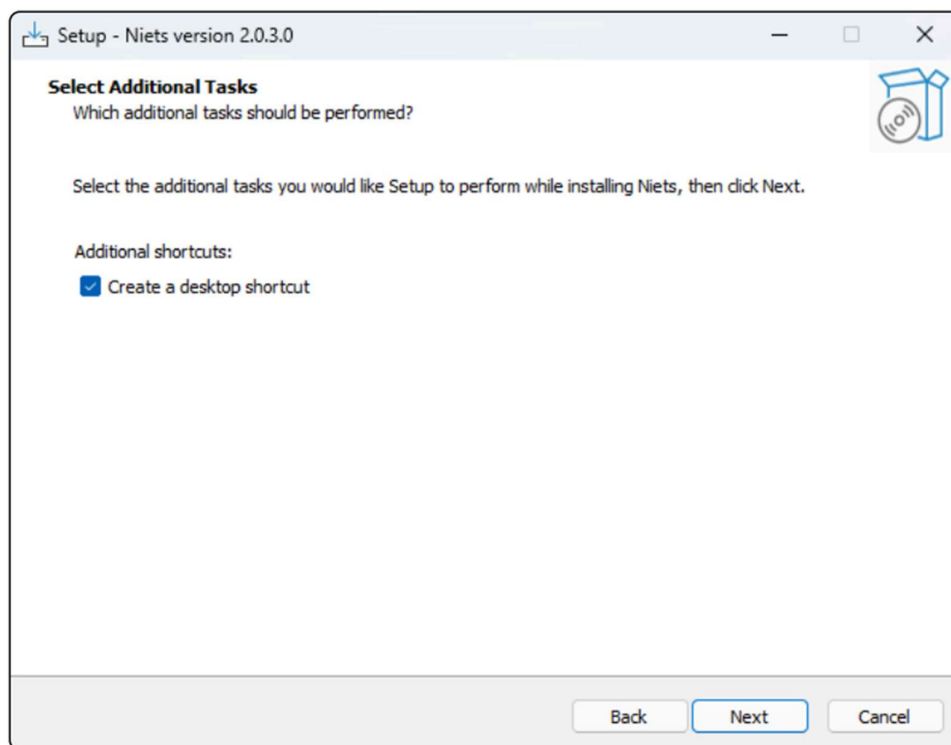 Setup - Niets version 2.0.3.0
Select Additional Tasks
Which additional tasks should be performed?
Select the additional tasks you would like Setup to perform while installing Niets, then click Next.
Additional shortcuts:
Create a desktop shortcut
Back Next Cancel